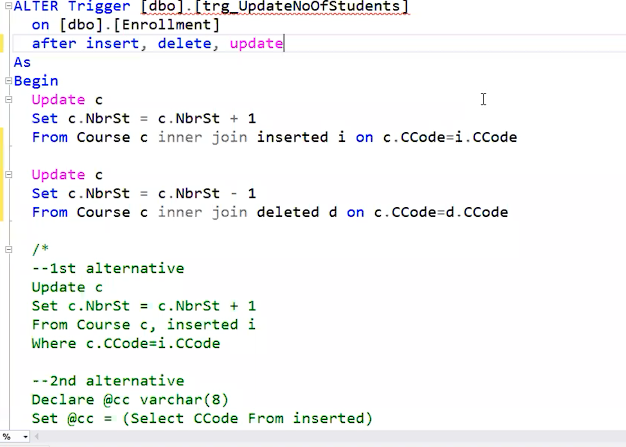 ALTER Trigger [dbo].[trg_UpdateNoOfStudents]
on [dbo].[Enrollment]
after insert, delete, update
As
Begin
Update c
Set c.NbrSt = c.NbrSt + 1
From Course c inner join inserted i on c.CCode=i.CCode
Update c
Set c.NbrSt = c.NbrSt - 1
From Course c inner join deleted d on c.CCode=d.CCode
/*
--1st alternative
Update c
Set c.NbrSt = c.NbrSt + 1
From Course c, inserted i
Where c.CCode=i.CCode
--2nd alternative
Declare @cc varchar(8)
Set @cc = (Select CCode From inserted)
%